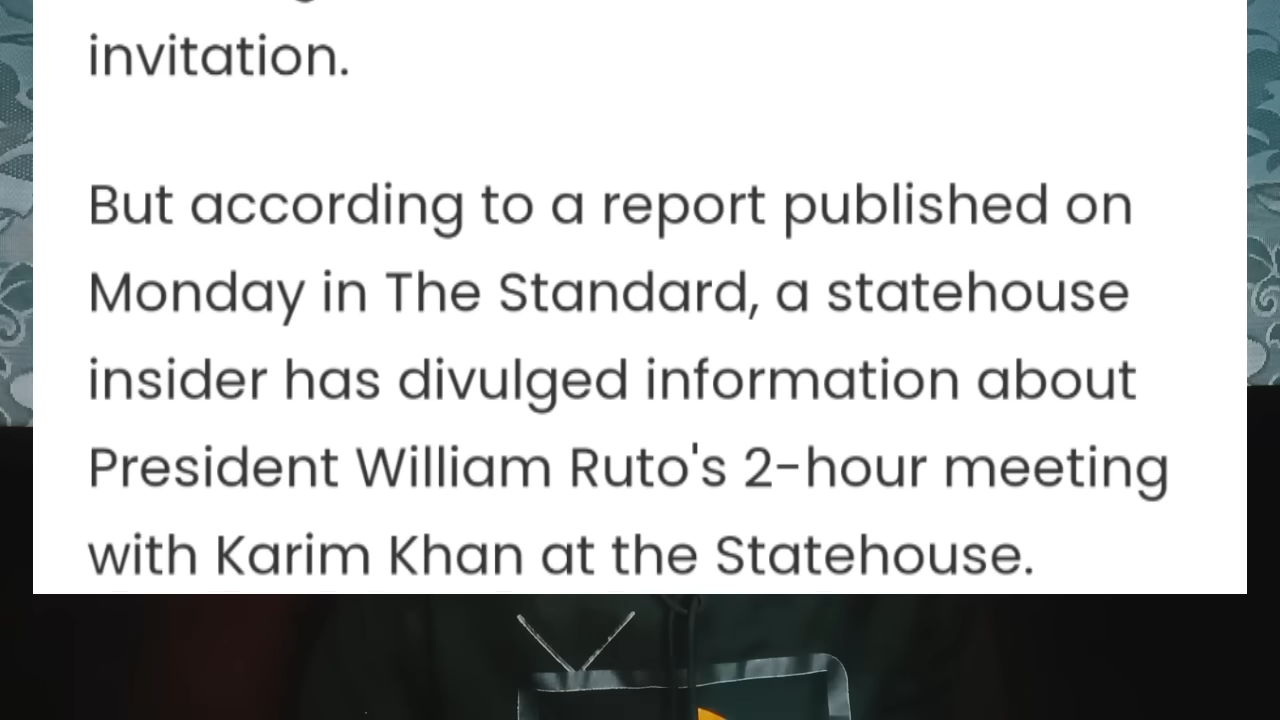 invitation.
But according to a report published on
Monday in The Standard, a statehouse
insider has divulged information about
President William Ruto's 2-hour meeting
with Karim Khan at the Statehouse.